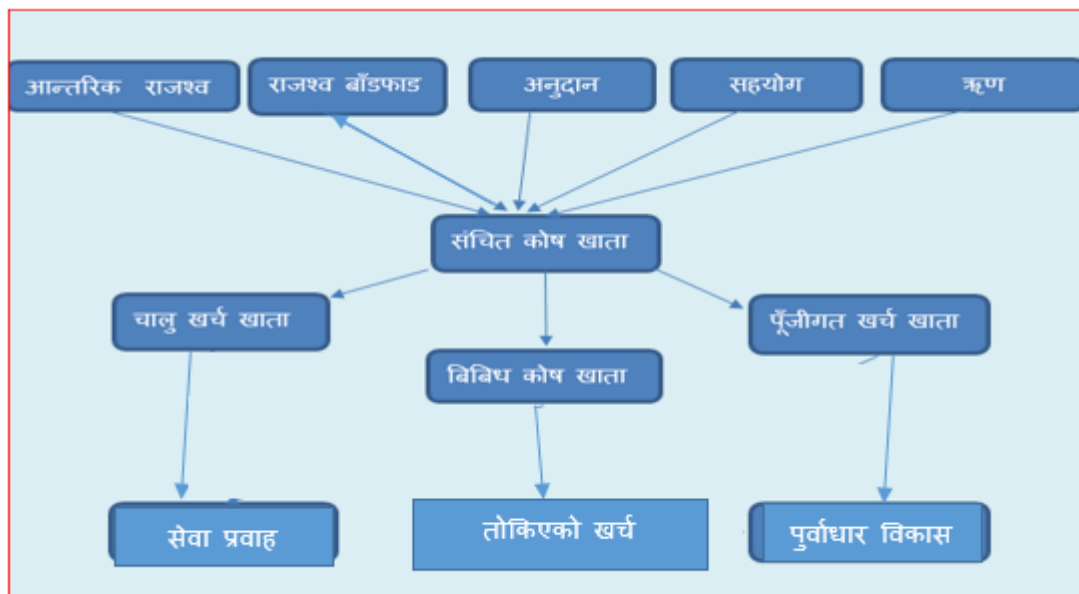 आन्तरिक राजश्व
राजश्व बाँडफाड
अनुदान
सहयोग
ऋण
संचित कोष खाता
चालु खर्च खाता
बिबिध कोष खाता
पूँजीगत खर्च खाता
सेवा प्रवाह
तोकिएको खर्च
पुर्वाधार विकास